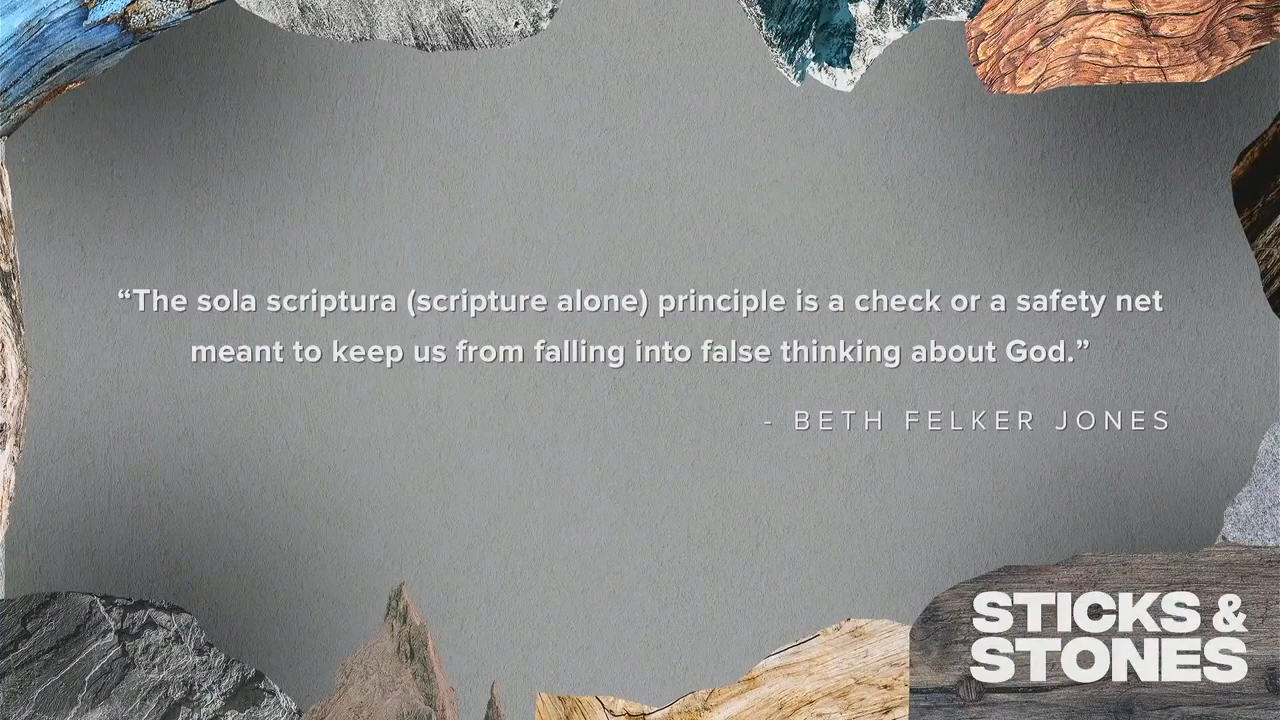 “The sola scriptura (scripture alone) principle is a check or a safety net
meant to keep us from falling into false thinking about God.”
- BETH FELKER JONES
STICKS &
STONES